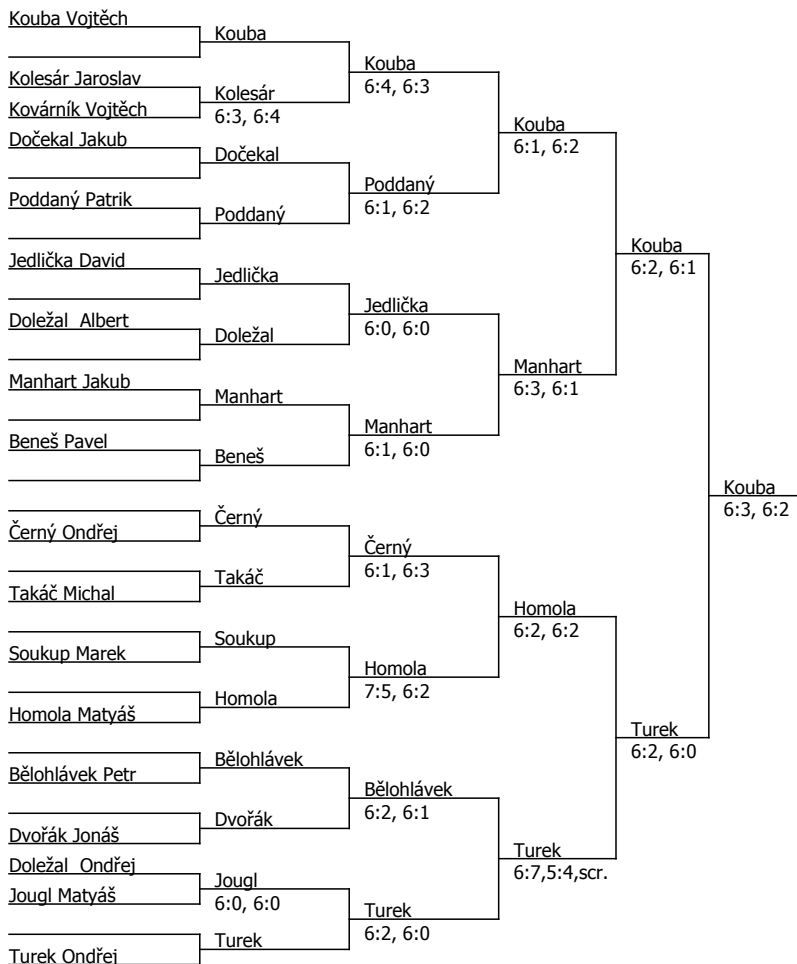 Kouba Vojtěch
Kolesár Jaroslav
Kovárník Vojtěch
Dočekal Jakub
Poddaný Patrik
Jedlička David
Doležal  Albert
Manhart Jakub
Beneš Pavel
Černý Ondřej
Takáč Michal
Soukup Marek
Homola Matyáš
Bělohlávek Petr
Dvořák Jonáš
Doležal  Ondřej
Jougl Matyáš
Turek Ondřej
Kouba
Kolesár
6:3, 6:4
Dočekal
Poddaný
Jedlička
Doležal
Manhart
Beneš
Černý
Takáč
Soukup
Homola
Bělohlávek
Dvořák
Jougl
6:0, 6:0
Turek
Kouba
6:4, 6:3
Poddaný
6:1, 6:2
Jedlička
6:0, 6:0
Manhart
6:1, 6:0
Černý
6:1, 6:3
Homola
7:5, 6:2
Bělohlávek
6:2, 6:1
Turek
6:2, 6:0
Kouba
6:1, 6:2
Manhart
6:3, 6:1
Homola
6:2, 6:2
Turek
6:7,5:4,scr.
Kouba
6:2, 6:1
Turek
6:2, 6:0
Kouba
6:3, 6:2